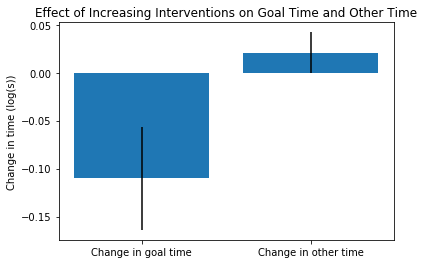 Effect of Increasing Interventions on Goal Time and Other Time
Change in time (log(s))
0.05
0.00
−0.05
−0.10
−0.15
Change in goal time
Change in other time